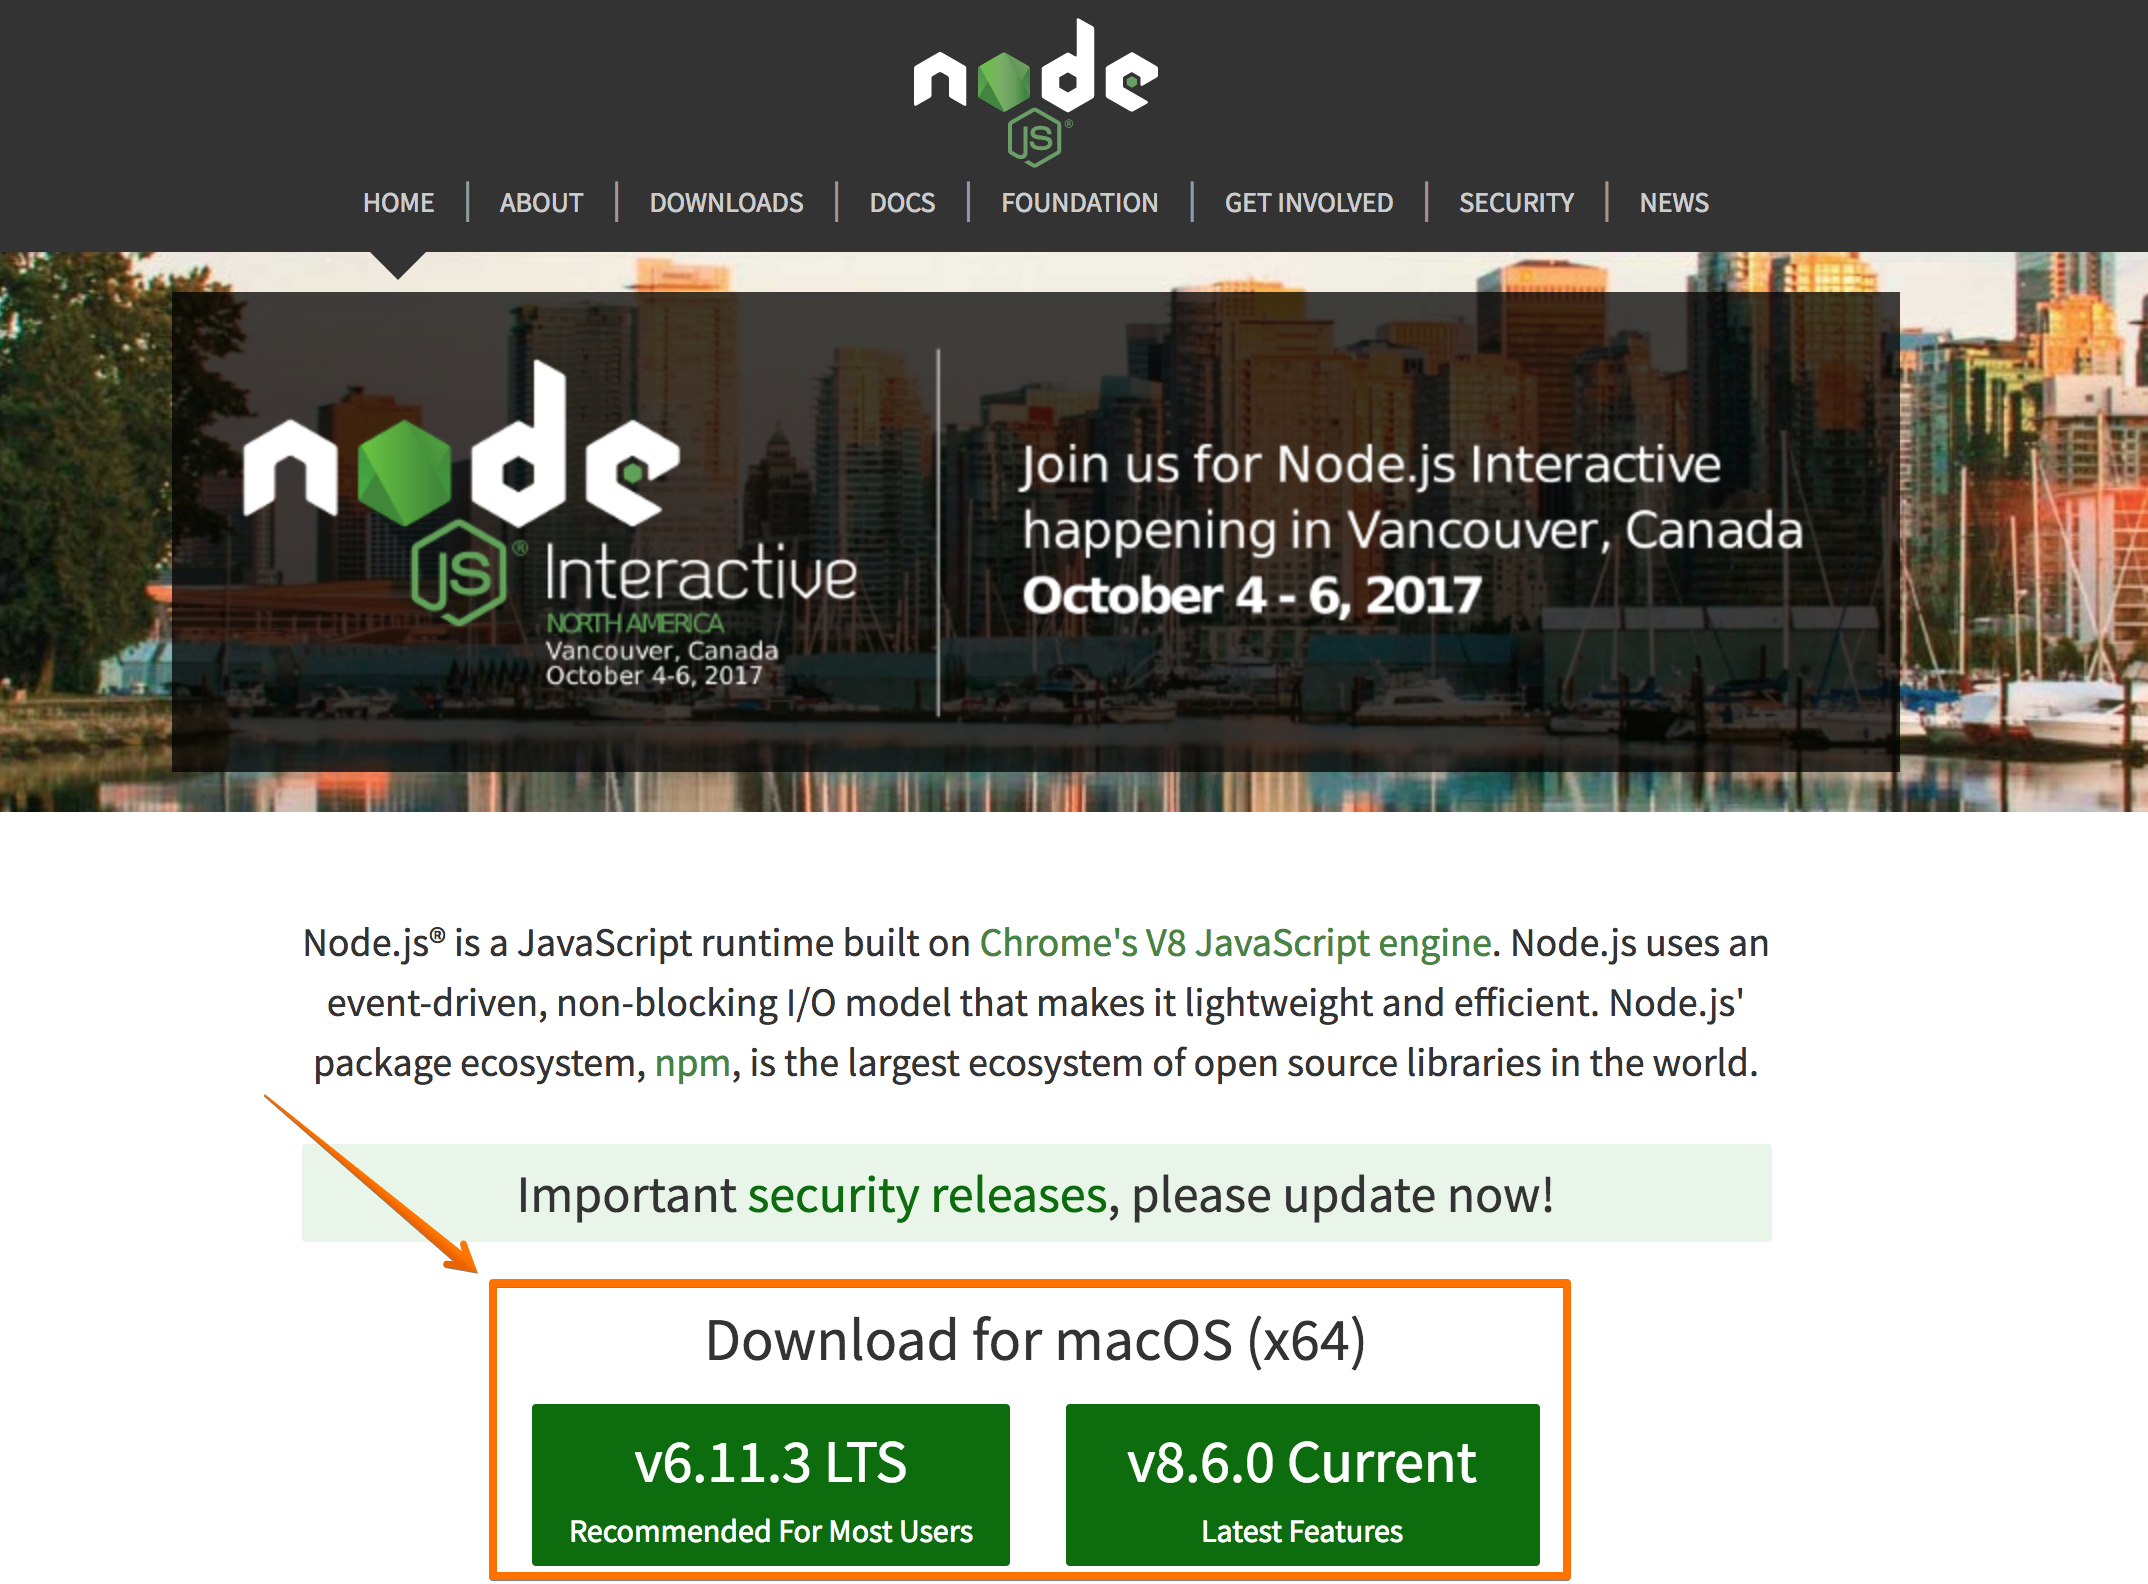 node
JS ®
HOME | ABOUT | DOWNLOADS | DOCS | FOUNDATION | GET INVOLVED | SECURITY | NEWS
node
JS ® Interactive
NORTH AMERICA
Vancouver, Canada
October 4-6, 2017
Join us for Node.js Interactive
happening in Vancouver, Canada
October 4 - 6, 2017
Node.js® is a JavaScript runtime built on Chrome's V8 JavaScript engine. Node.js uses an
event-driven, non-blocking I/O model that makes it lightweight and efficient. Node.js'
package ecosystem, npm, is the largest ecosystem of open source libraries in the world.
Important security releases, please update now!
Download for macOS (x64)
v6.11.3 LTS
Recommended For Most Users
v8.6.0 Current
Latest Features